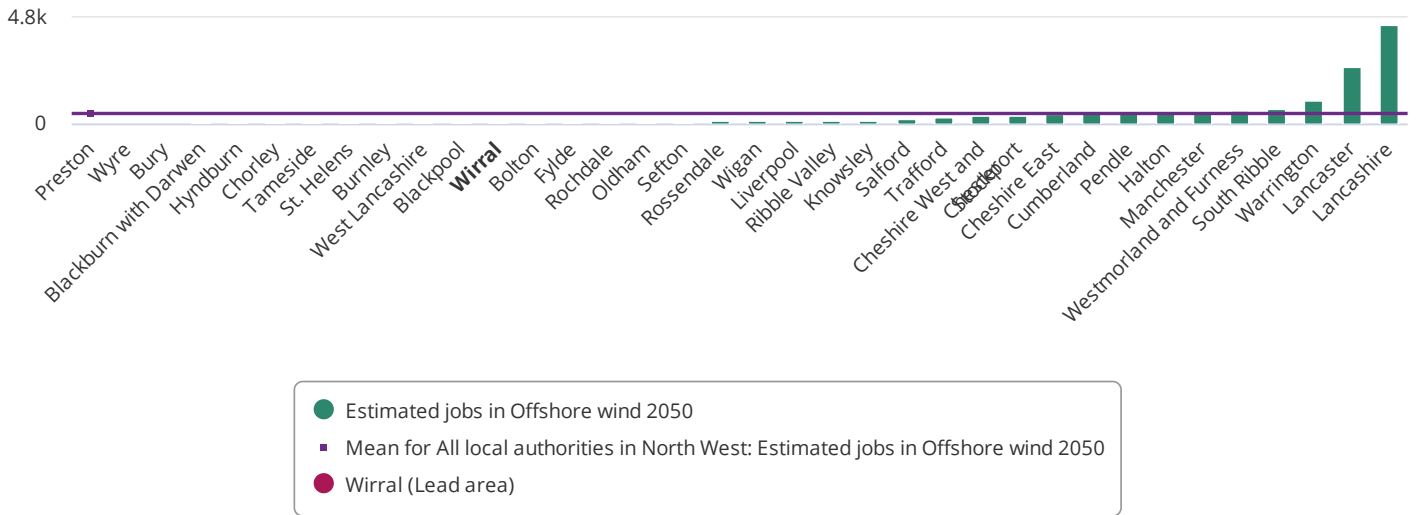 4.8k
0
Preston
Wyre
Bury
Blackburn with Darwen
Hyndburn
Chorley
Tameside
St. Helens
Burnley
West Lancashire
Blackpool
Wirral
Bolton
Fylde
Rochdale
Oldham
Sefton
Rossendale
Wigan
Liverpool
Ribble Valley
Knowsley
Salford
Trafford
Cheshire West and
Chester
Stockport
Cheshire East
Cumberland
Pendle
Halton
Manchester
Westmorland and Furness
South Ribble
Warrington
Lancaster
Lancashire
Estimated jobs in Offshore wind 2050
Mean for All local authorities in North West: Estimated jobs in Offshore wind 2050
Wirral (Lead area)